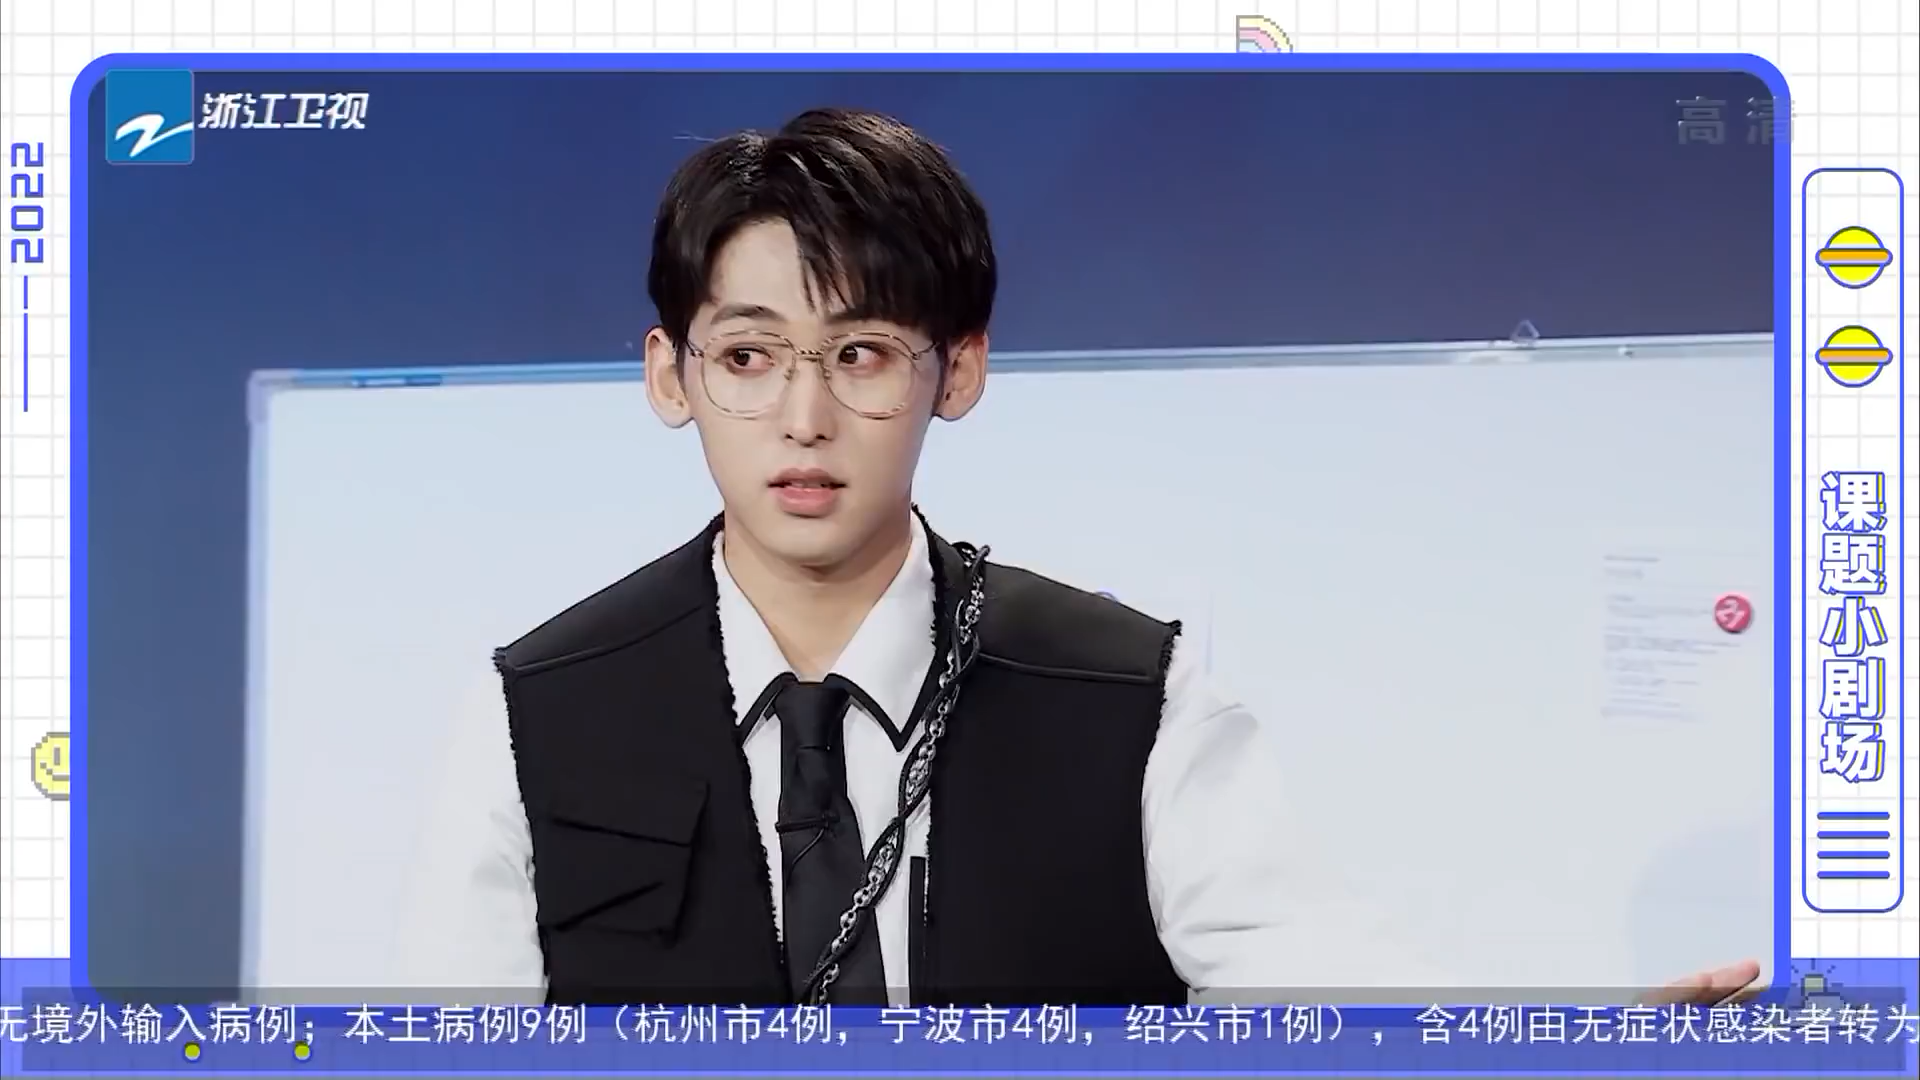 浙江卫视
高清
2022
课题小剧场
无境外输入病例；本土病例9例（杭州市4例，宁波市4例，绍兴市1例），含4例由无症状感染者转为